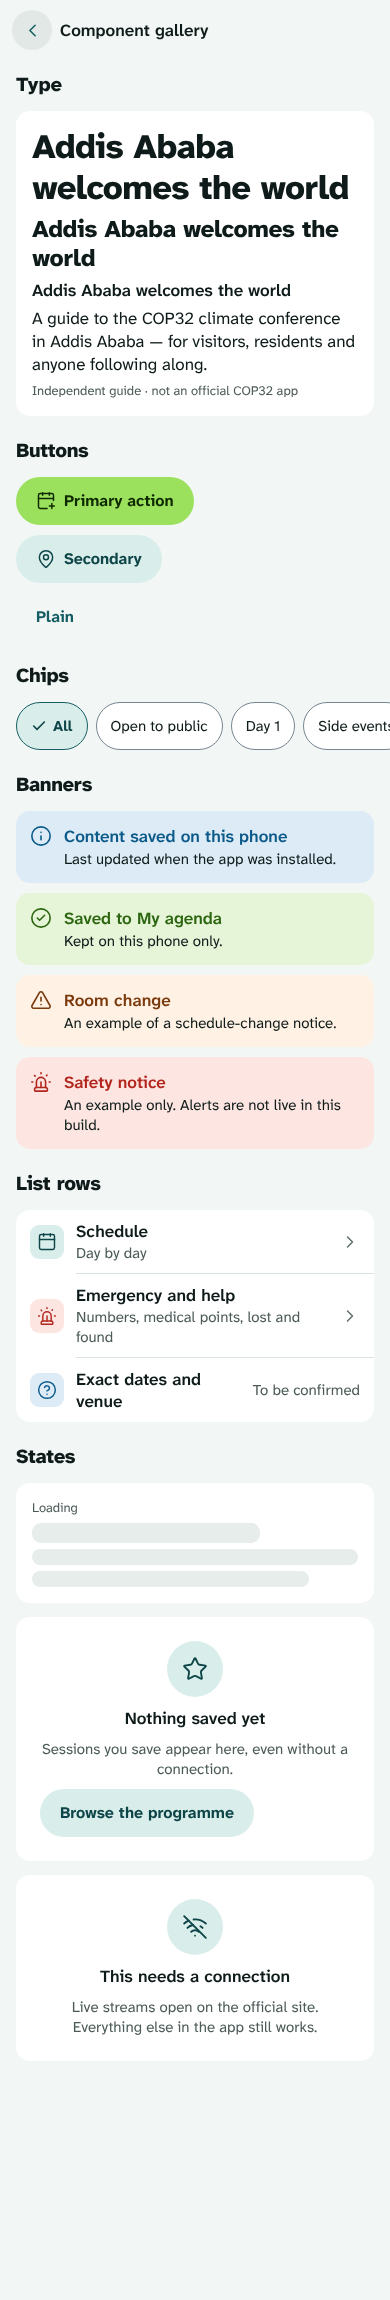 Component gallery
Type
Addis Ababa
welcomes the world
Addis Ababa welcomes the
world
Addis Ababa welcomes the world
A guide to the COP32 climate conference
in Addis Ababa — for visitors, residents and
anyone following along.
Independent guide · not an official COP32 app
Buttons
Primary action
Secondary
Plain
Chips
All
Open to public
Day 1
Side events
Banners
Content saved on this phone
Last updated when the app was installed.
Saved to My agenda
Kept on this phone only.
Room change
An example of a schedule-change notice.
Safety notice
An example only. Alerts are not live in this
build.
List rows
Schedule
Day by day
Emergency and help
Numbers, medical points, lost and
found
Exact dates and
venue
To be confirmed
States
Loading
Nothing saved yet
Sessions you save appear here, even without a
connection.
Browse the programme
This needs a connection
Live streams open on the official site.
Everything else in the app still works.